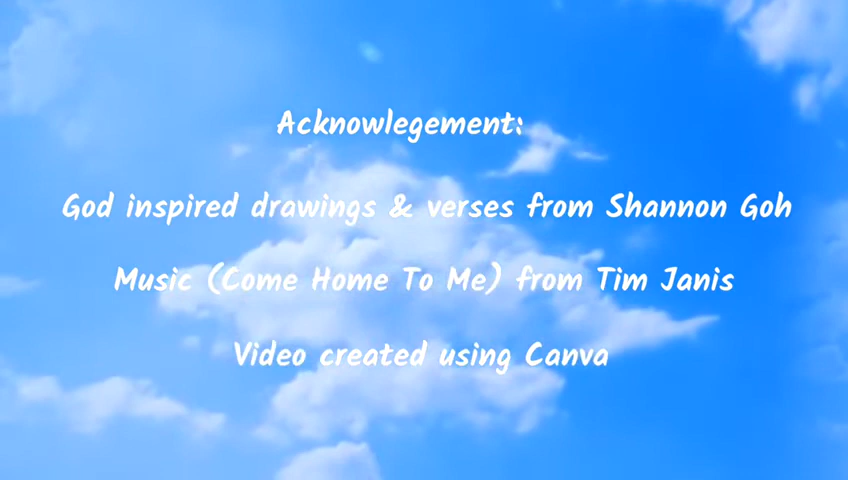 Acknowlegement:
God inspired drawings & verses from Shannon Goh
Music (Come Home To Me) from Tim Janis
Video created using Canva